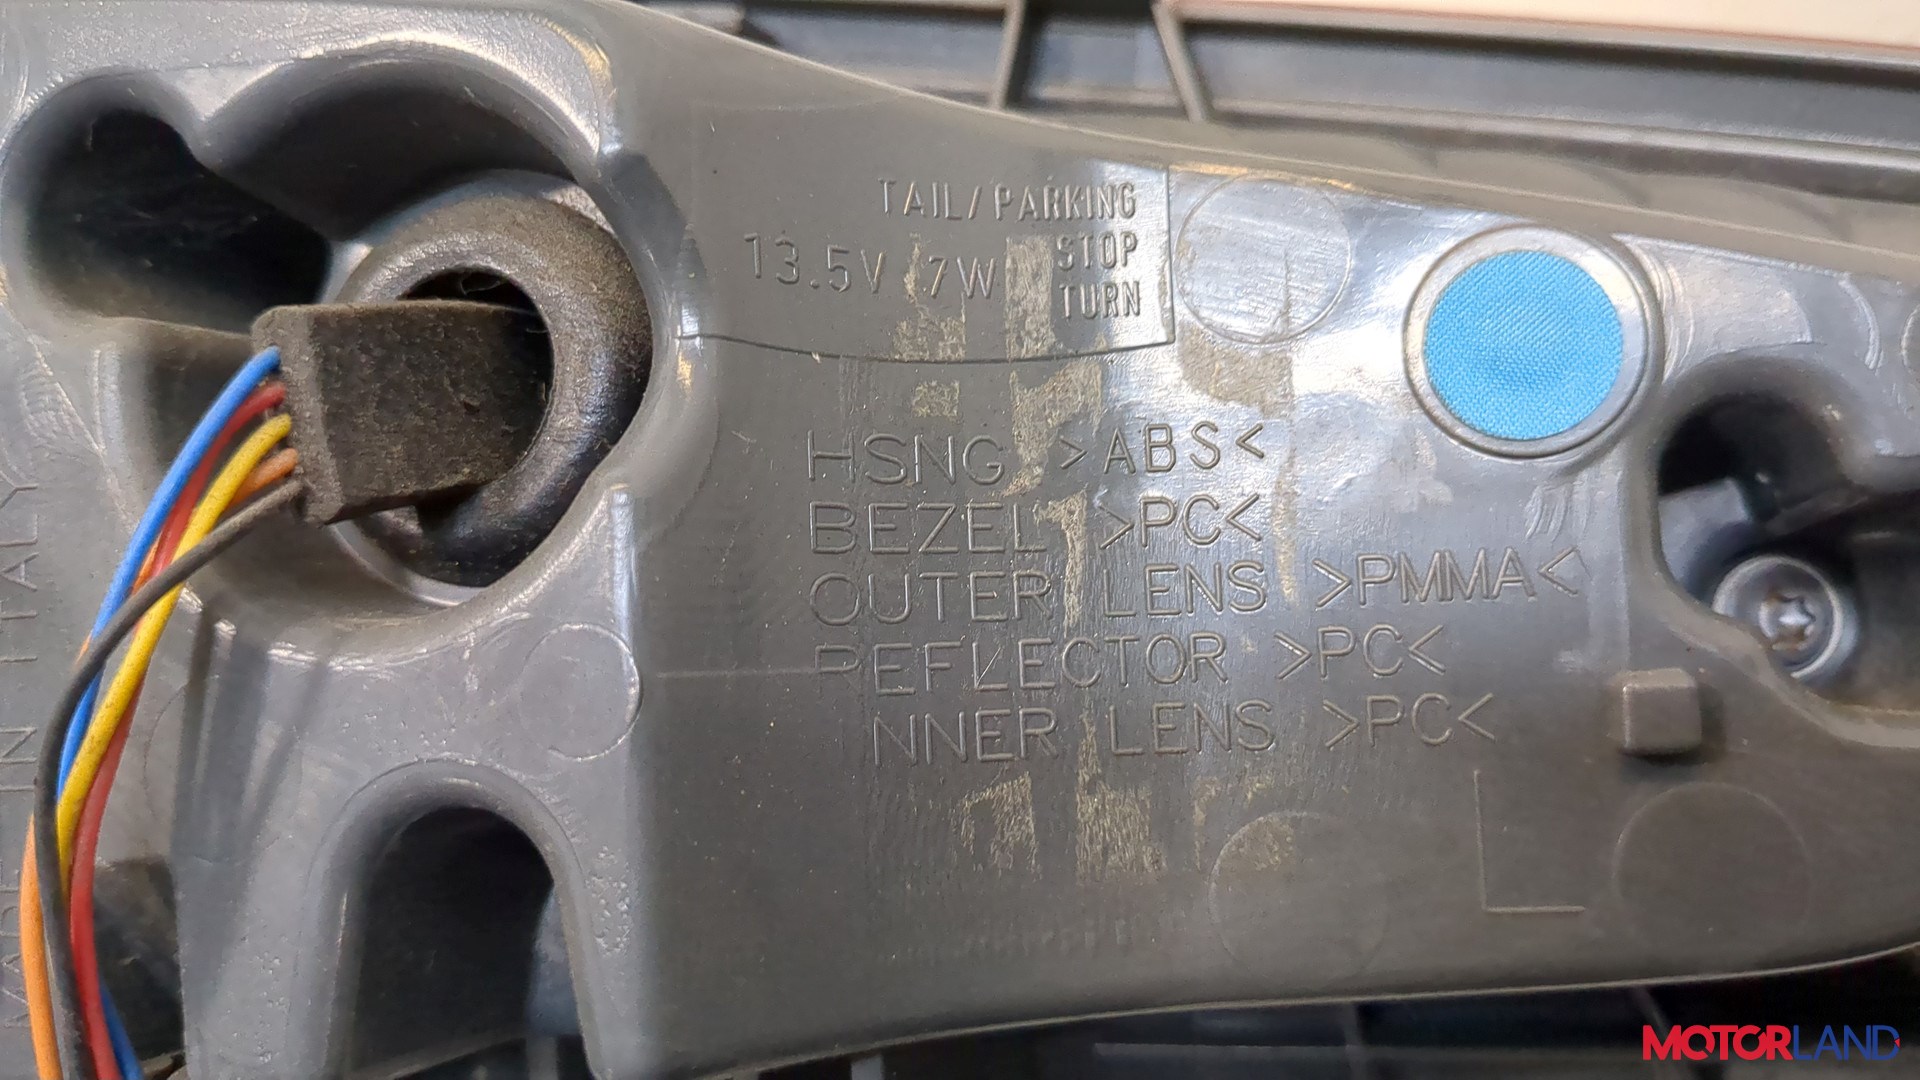 TAIL/PARKING
13.5V 7W STOP
TURN
HSNG >ABS<
BEZEL >PC<
OUTER LENS >PMMA<
REFLECTOR >PC<
NNER LENS >PC<
L
MADE IN ITALY
MOTORLAND